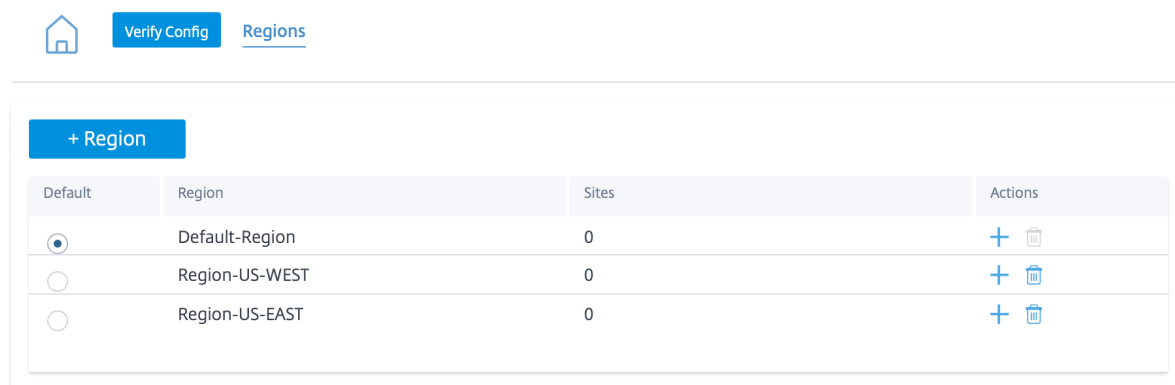 Verify Config Regions
+ Region
Default Region Sites Actions
Default-Region 0
Region-US-WEST 0
Region-US-EAST 0